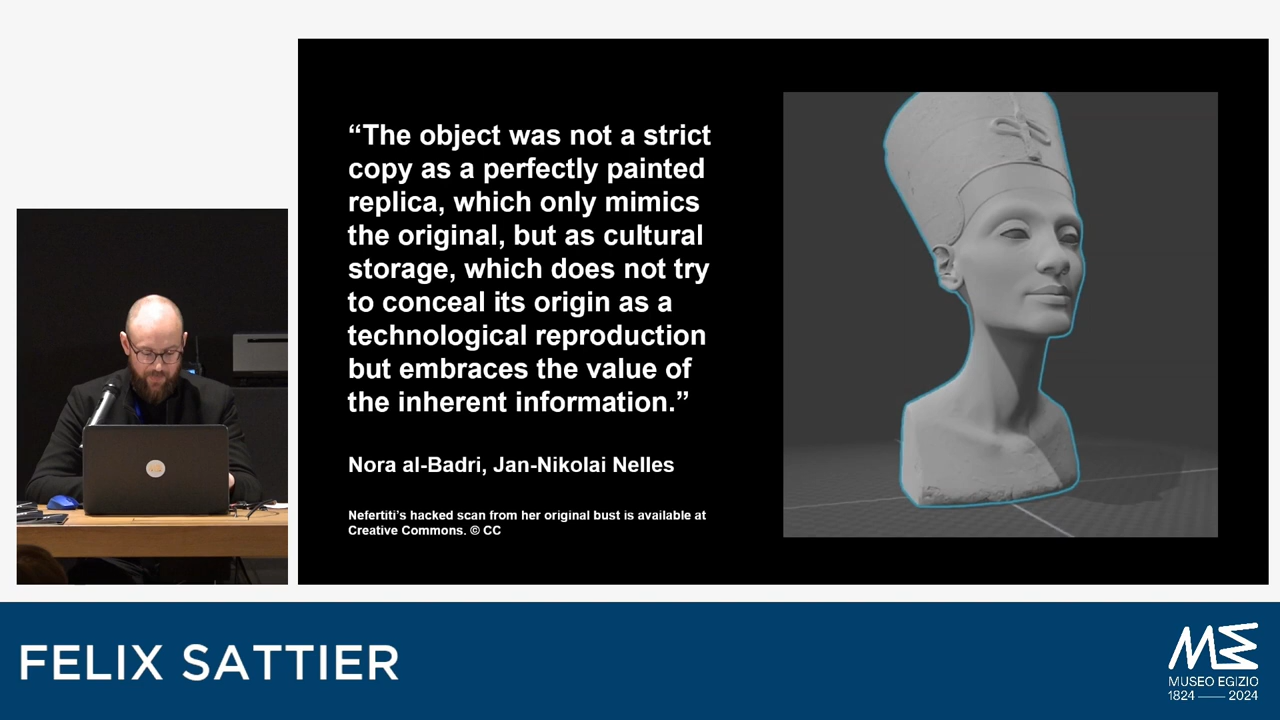 “The object was not a strict
copy as a perfectly painted
replica, which only mimics
the original, but as cultural
storage, which does not try
to conceal its origin as a
technological reproduction
but embraces the value of
the inherent information.”
Nora al-Badri, Jan-Nikolai Nelles
Nefertiti’s hacked scan from her original bust is available at
Creative Commons. © CC
FELIX SATTIER
ME
MUSEO EGIZIO
1824 — 2024